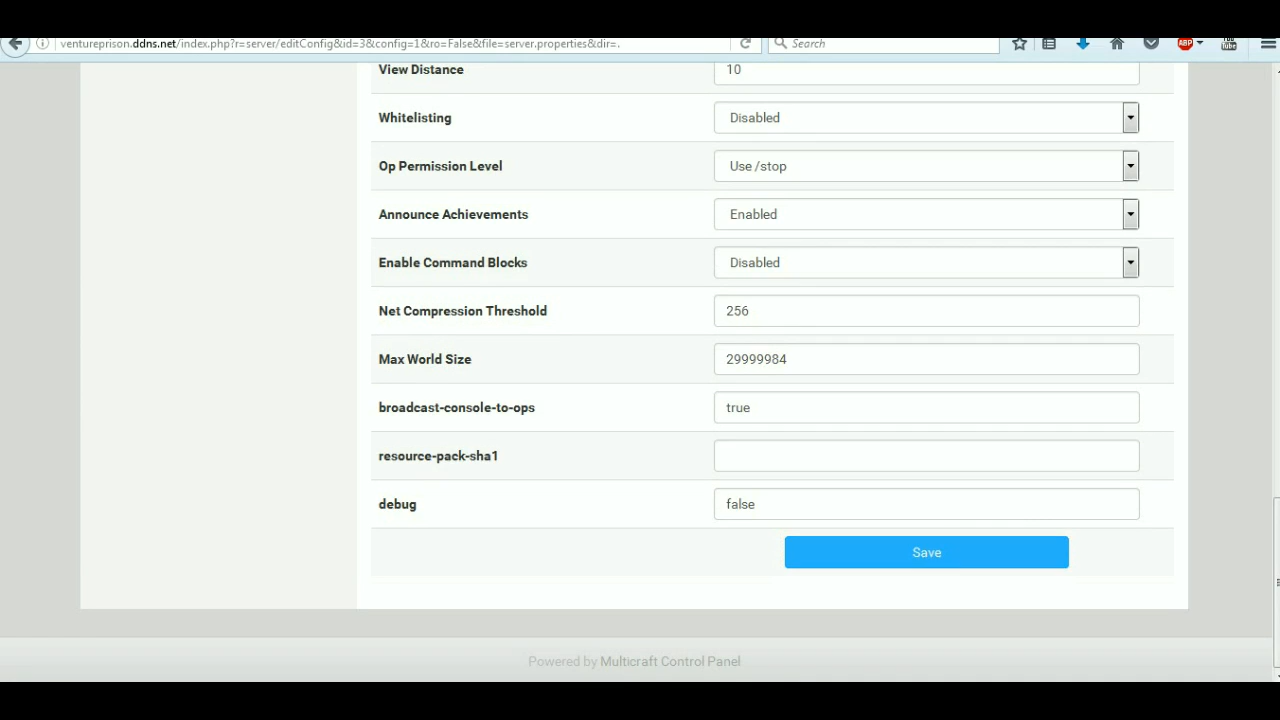 ventureprison.ddns.net/index.php?r=server/editConfig&id=3&config=1&ro=False&file=server.properties&dir=.
Search
ABP
You Tube
View Distance 10
Whitelisting Disabled
Op Permission Level Use /stop
Announce Achievements Enabled
Enable Command Blocks Disabled
Net Compression Threshold 256
Max World Size 29999984
broadcast-console-to-ops true
resource-pack-sha1
debug false
Save
Powered by Multicraft Control Panel